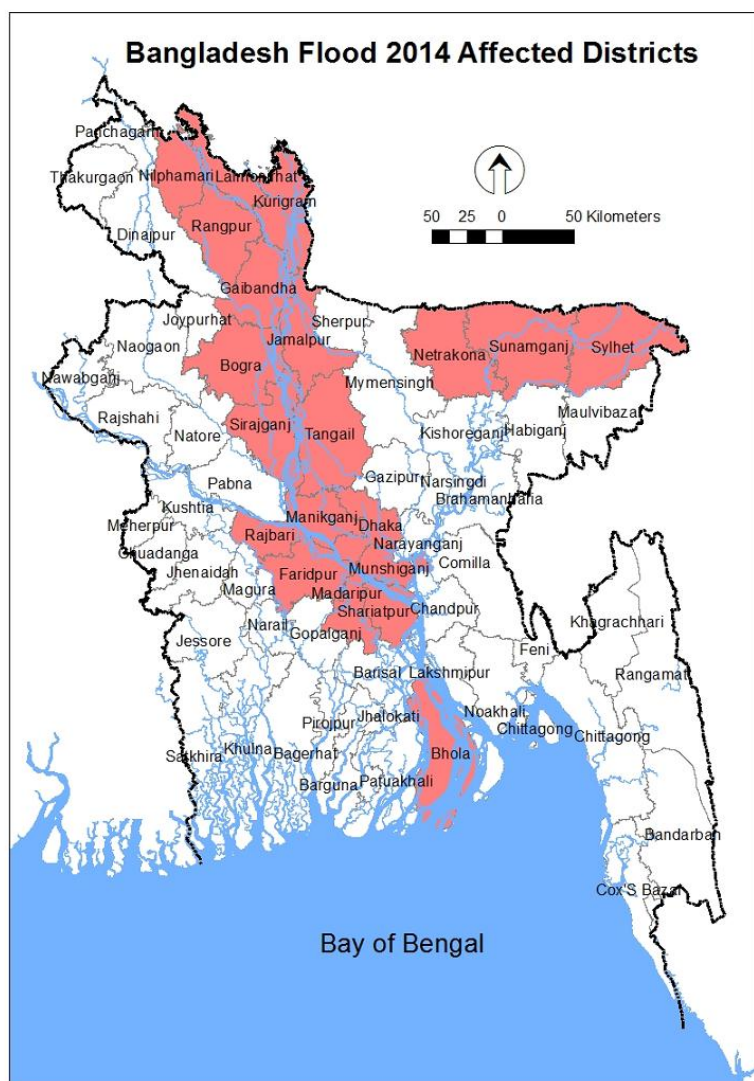 Bangladesh Flood 2014 Affected Districts
Panchagarh
Thakurgaon
Nilphamari
Lalmonirhat
Kurigram
50 25 0 50 Kilometers
Rangpur
Dinajpur
Gaibandha
Joypurhat
Sherpur
Jamalpur
Naogaon
Netrakona
Sunamganj
Sylhet
Bogra
Nawabganj
Mymensingh
Rajshahi
Maulvibazar
Sirajganj
Tangail
Kishoreganj
Habiganj
Natore
Gazipur
Narsingdi
Pabna
Brahamanbaria
Kushtia
Manikganj
Dhaka
Meherpur
Rajbari
Narayanganj
Chuadanga
Comilla
Jhenaidah
Faridpur
Munshiganj
Magura
Madaripur
Shariatpur
Chandpur
Khagrachhari
Narail
Gopalganj
Jessore
Feni
Barisal
Lakshmipur
Rangamati
Noakhali
Pirojpur
Jhalokati
Chittagong
Chittagong
Satkhira
Khulna
Bagerhat
Bhola
Barguna
Patuakhali
Bandarban
Cox'S Bazar
Bay of Bengal